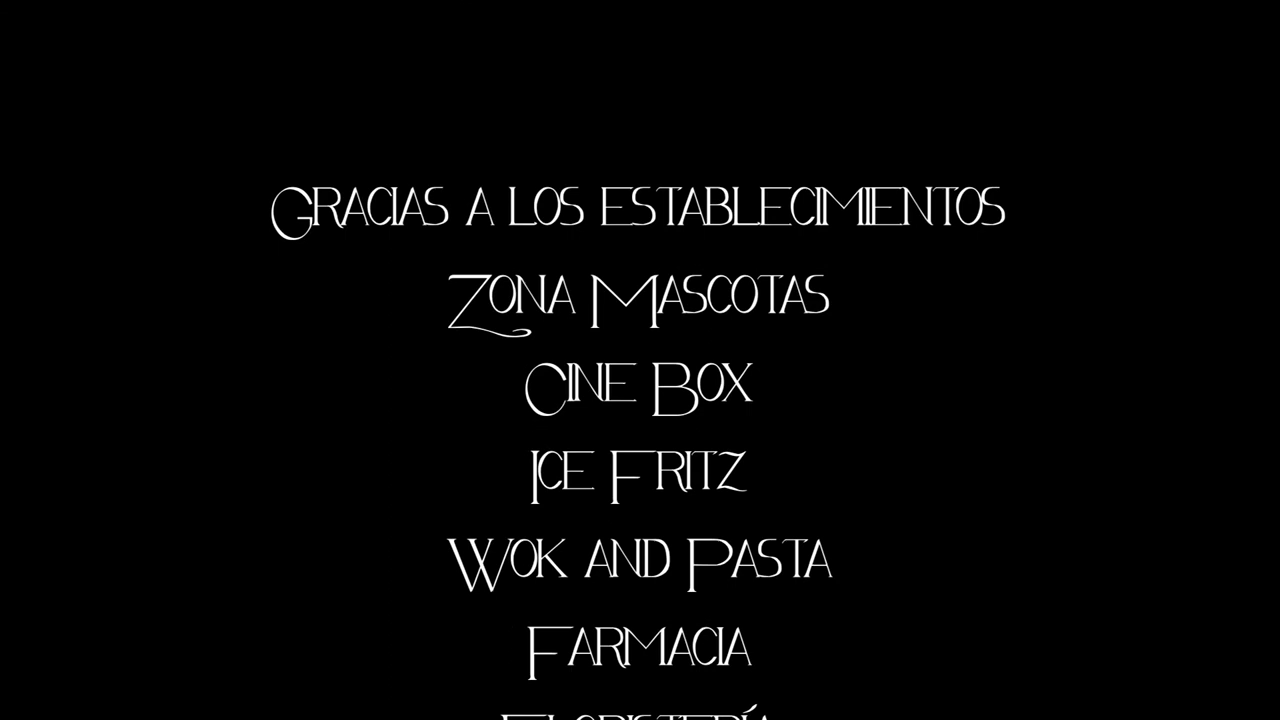 Gracias a los establecimientos
Zona Mascotas
Cine Box
Ice Fritz
Wok and Pasta
Farmacia